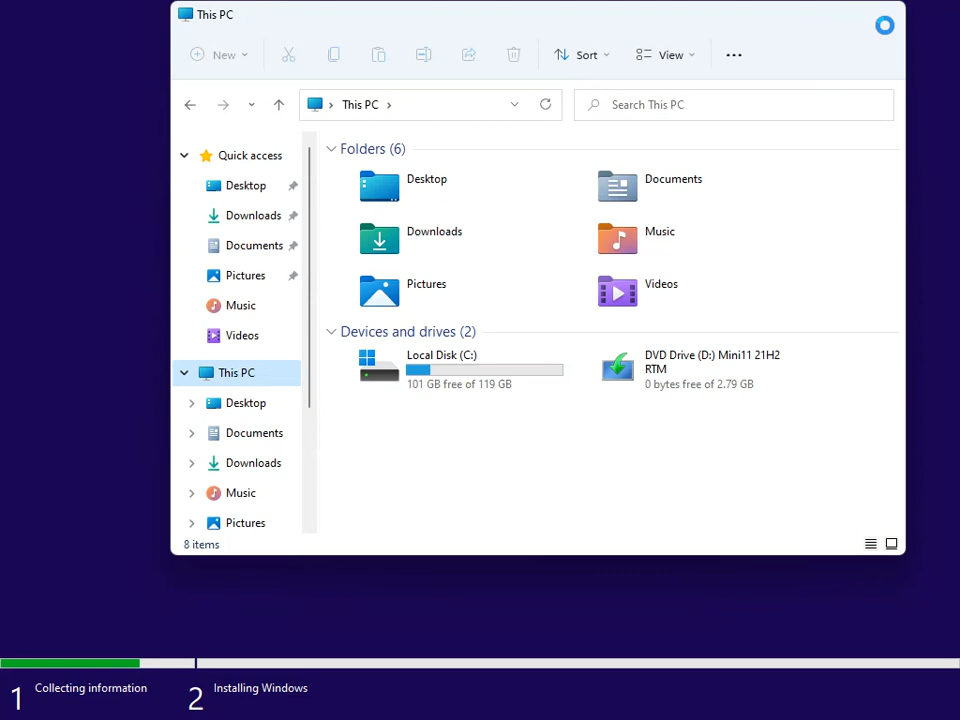 This PC
New
Sort
View
This PC
Search This PC
Quick access
Desktop
Downloads
Documents
Pictures
Music
Videos
This PC
Desktop
Documents
Downloads
Music
Pictures
Folders (6)
Desktop
Documents
Downloads
Music
Pictures
Videos
Devices and drives (2)
Local Disk (C:)
101 GB free of 119 GB
DVD Drive (D:) Mini11 21H2
RTM
0 bytes free of 2.79 GB
8 items
1 Collecting information
2 Installing Windows